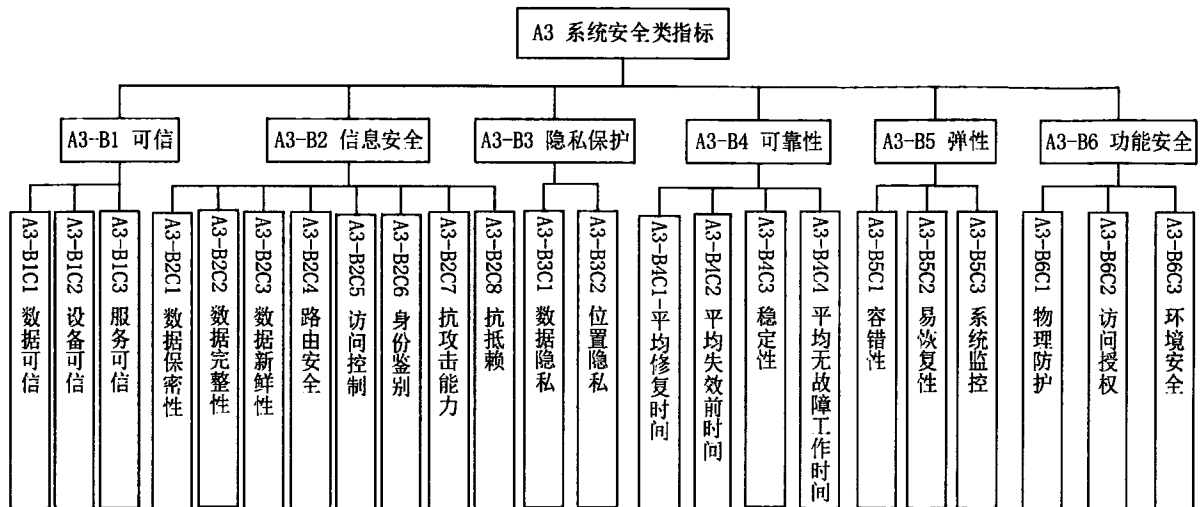 A3 系统安全类指标
A3-B1 可信
A3-B2 信息安全
A3-B3 隐私保护
A3-B4 可靠性
A3-B5 弹性
A3-B6 功能安全
A3-B1C1 数据可信
A3-B1C2 设备可信
A3-B1C3 服务可信
A3-B2C1 数据保密性
A3-B2C2 数据完整性
A3-B2C3 数据新鲜性
A3-B2C4 路由安全
A3-B2C5 访问控制
A3-B2C6 身份鉴别
A3-B2C7 抗攻击能力
A3-B2C8 抗抵赖
A3-B3C1 数据隐私
A3-B3C2 位置隐私
A3-B4C1-平均修复时间
A3-B4C2 平均失效前时间
A3-B4C3 稳定性
A3-B4C4 平均无故障工作时间
A3-B5C1 容错性
A3-B5C2 易恢复性
A3-B5C3 系统监控
A3-B6C1 物理防护
A3-B6C2 访问授权
A3-B6C3 环境安全